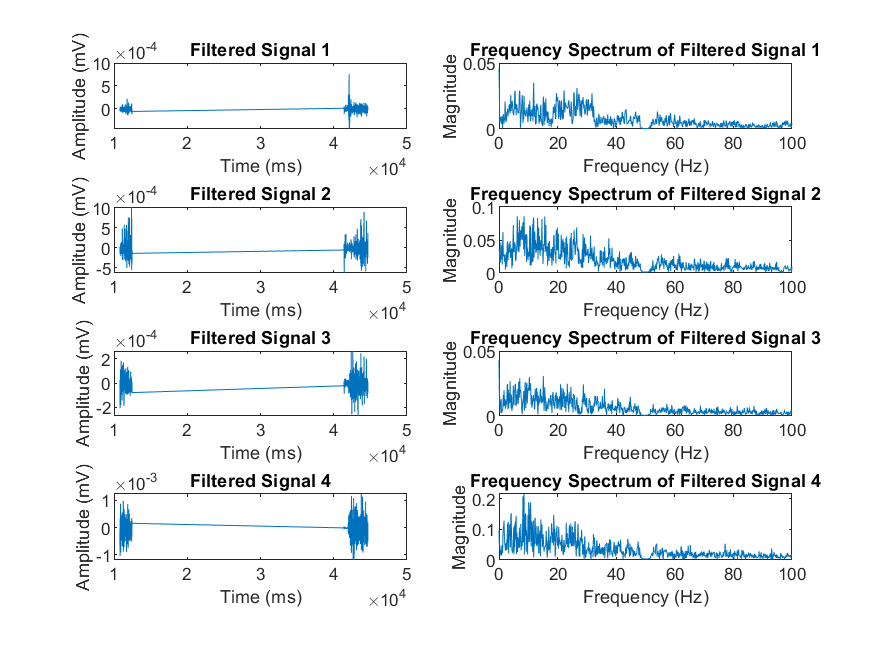 Filtered Signal 1
×10-4
Amplitude (mV)
10
5
0
1 2 3 4 5
Time (ms)
×104
Frequency Spectrum of Filtered Signal 1
Magnitude
0.05
0
0 20 40 60 80 100
Frequency (Hz)
Filtered Signal 2
×10-4
Amplitude (mV)
10
5
0
-5
1 2 3 4 5
Time (ms)
×104
Frequency Spectrum of Filtered Signal 2
Magnitude
0.1
0.05
0
0 20 40 60 80 100
Frequency (Hz)
Filtered Signal 3
×10-4
Amplitude (mV)
2
0
-2
1 2 3 4 5
Time (ms)
×104
Frequency Spectrum of Filtered Signal 3
Magnitude
0.05
0
0 20 40 60 80 100
Frequency (Hz)
Filtered Signal 4
×10-3
Amplitude (mV)
1
0
-1
1 2 3 4 5
Time (ms)
×104
Frequency Spectrum of Filtered Signal 4
Magnitude
0.2
0.1
0
0 20 40 60 80 100
Frequency (Hz)